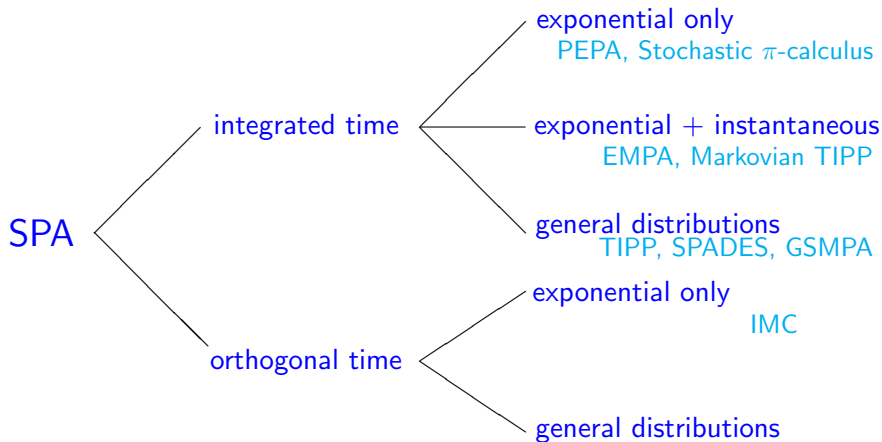 exponential only
PEPA, Stochastic π-calculus
integrated time
exponential + instantaneous
EMPA, Markovian TIPP
SPA
general distributions
TIPP, SPADES, GSMPA
exponential only
IMC
orthogonal time
general distributions